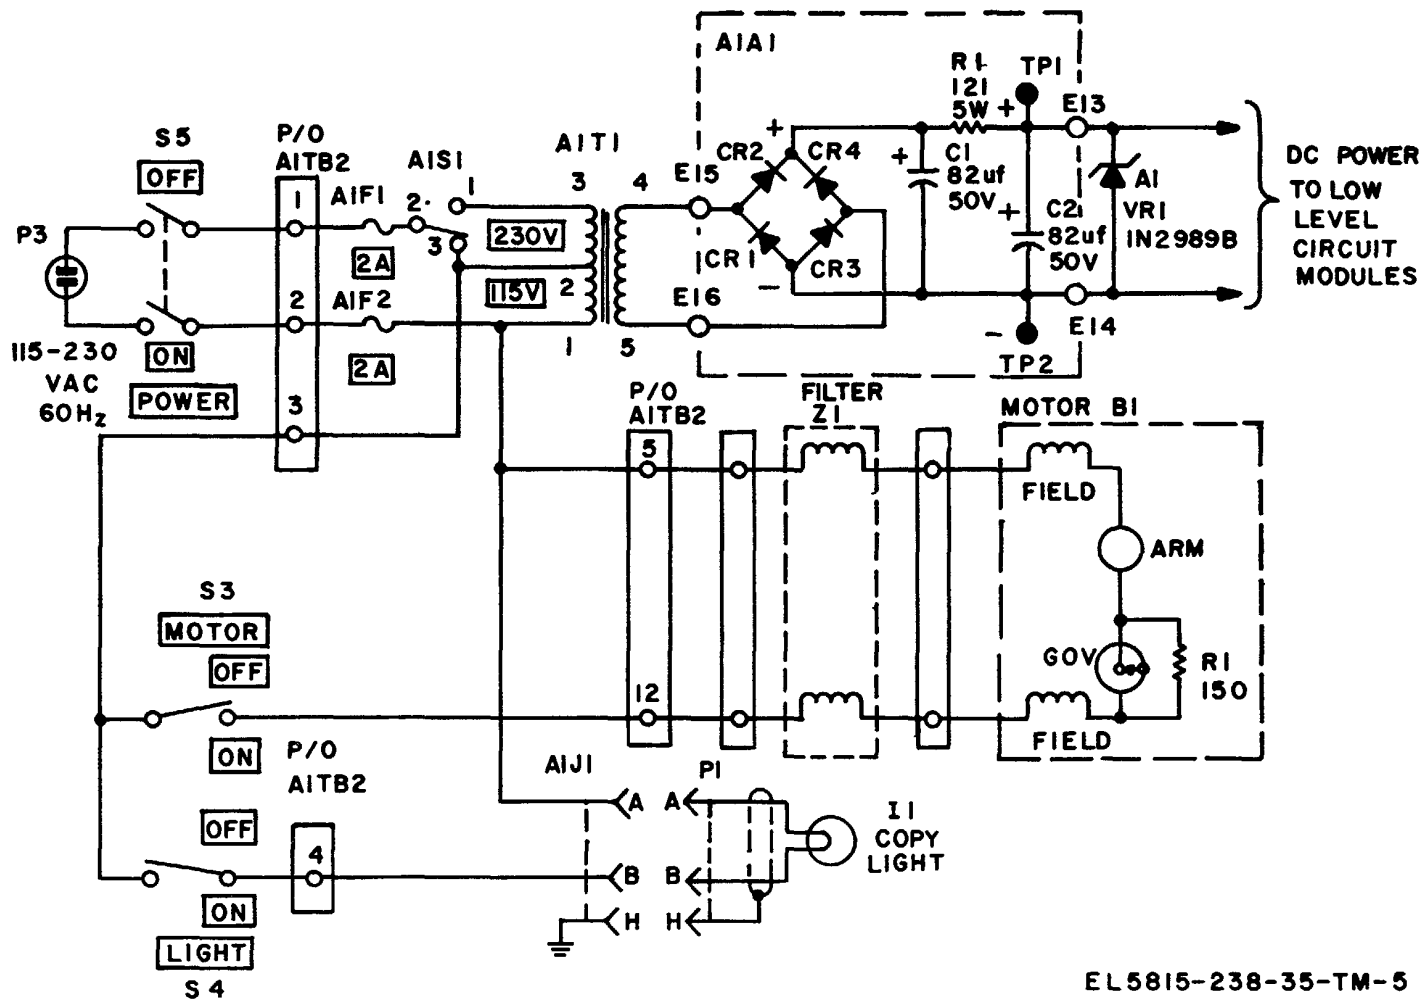 A1A1
R1
121
5W
+
TP1
E13
S5
OFF
P/O
A1TB2
1
A1F1
2A
A1S1
1
2
3
A1T1
3
4
E15
230V
115V
2
1
5
E16
+
CR2
CR4
CR1
CR3
−
+
C1
82uf
50V
+
C2
82uf
50V
A1
VR1
1N2989B
DC POWER
TO LOW
LEVEL
CIRCUIT
MODULES
P3
115-230
VAC
60Hz
2
A1F2
2A
ON
POWER
3
E14
−
TP2
P/O
A1TB2
5
FILTER
Z1
MOTOR B1
FIELD
ARM
GOV
R1
150
FIELD
S3
MOTOR
OFF
ON
12
P/O
A1TB2
OFF
4
ON
LIGHT
S4
A1J1
P1
A
A
B
B
H
H
I1
COPY
LIGHT
EL5815-238-35-TM-5